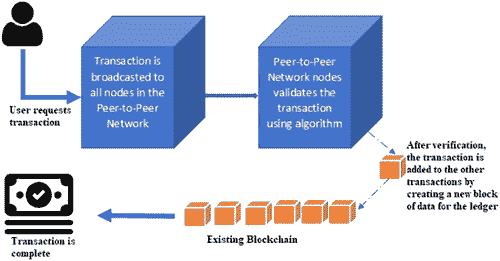 Transaction is
broadcasted to
all nodes in the
Peer-to-Peer
Network
Peer-to-Peer
Network nodes
validates the
transaction
using algorithm
User requests
transaction
After verification,
the transaction is
added to the other
transactions by
creating a new block
of data for the ledger
Existing Blockchain
Transaction is
complete